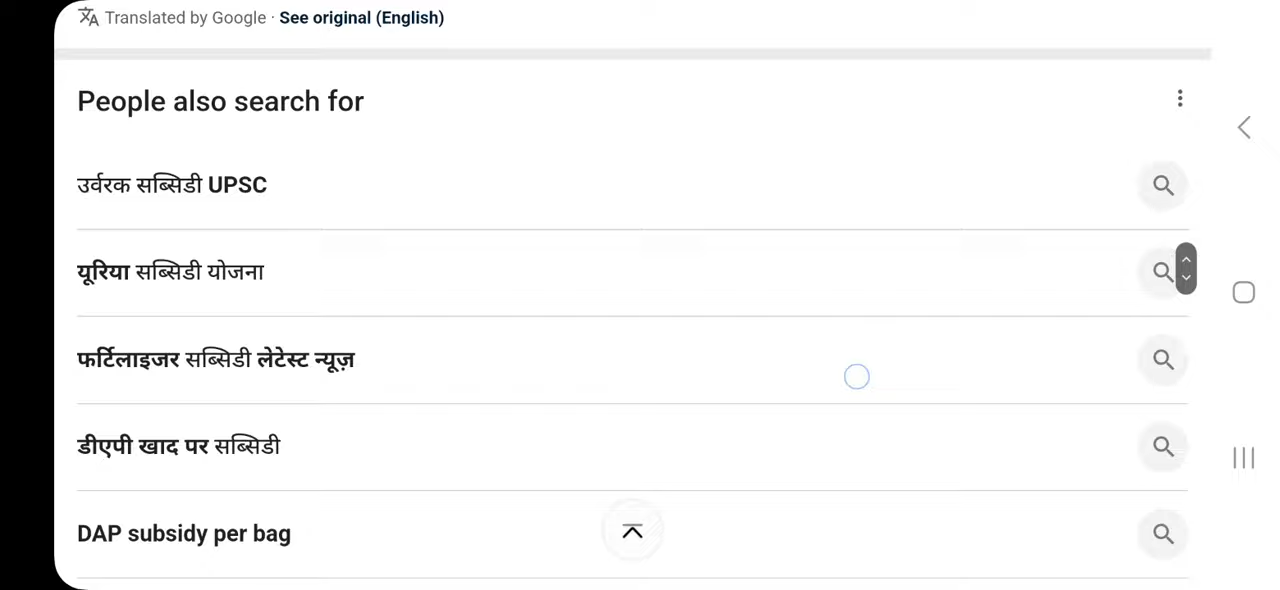 Translated by Google · See original (English)
People also search for
उर्वरक सब्सिडी UPSC
यूरिया सब्सिडी योजना
फर्टिलाइजर सब्सिडी लेटेस्ट न्यूज़
डीएपी खाद पर सब्सिडी
DAP subsidy per bag